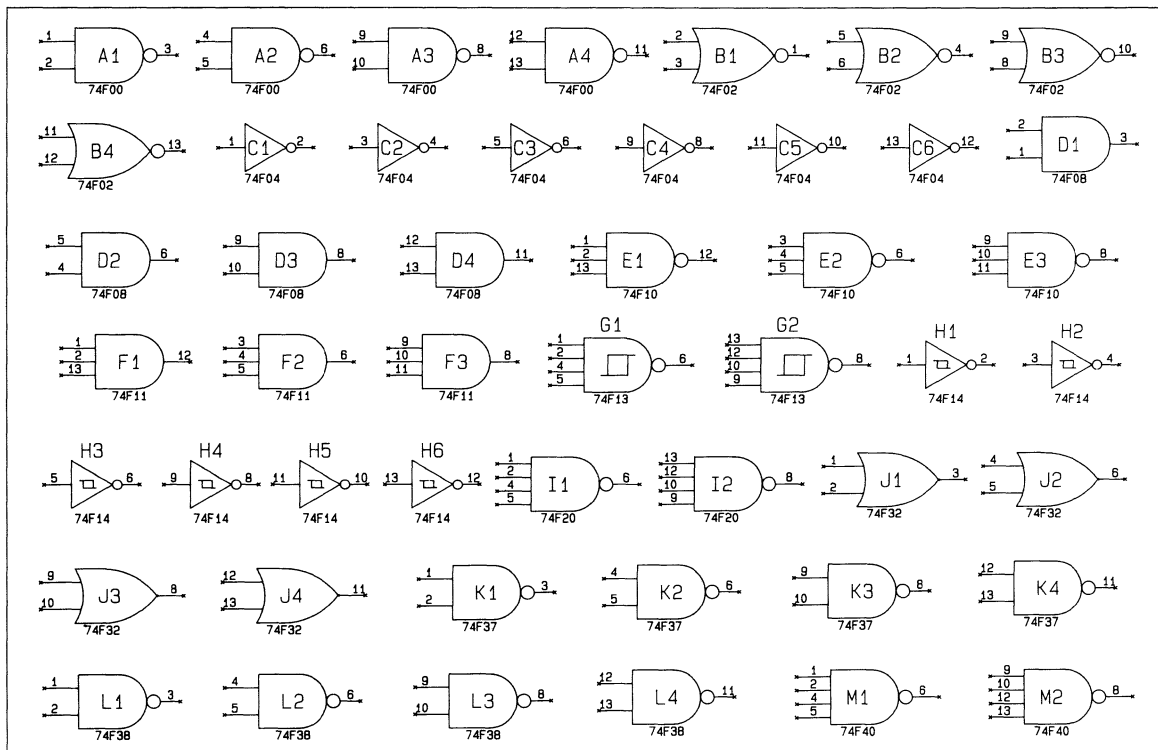 1 A1 3 4 A2 6 9 A3 8 12 A4 11 2 B1 1 5 B2 4 9 B3 10
2 5 10 13 3 6 8
74F00 74F00 74F00 74F00 74F02 74F02 74F02
11 B4 13 1 C1 2 3 C2 4 5 C3 6 9 C4 8 11 C5 10 13 C6 12 2 D1 3
12 1
74F02 74F04 74F04 74F04 74F04 74F04 74F04 74F08
5 D2 6 9 D3 8 12 D4 11 1 E1 12 3 E2 6 9 E3 8
2 4 10
4 10 13 13 5 11
74F08 74F08 74F08 74F10 74F10 74F10
G1 G2 H1 H2
1 F1 12 3 F2 6 9 F3 8 1 6 13 8 1 2 3 4
2 4 10 2 12
13 5 11 4 10
5 9
74F11 74F11 74F11 74F13 74F13 74F14 74F14
H3 H4 H5 H6
5 6 9 8 11 10 13 12 1 I1 6 13 I2 8 1 J1 3 4 J2 6
2 12
4 10
5 9 2 5
74F14 74F14 74F14 74F14 74F20 74F20 74F32 74F32
9 J3 8 12 J4 11 1 K1 3 4 K2 6 9 K3 8 12 K4 11
10 13 2 5 10 13
74F32 74F32 74F37 74F37 74F37 74F37
1 L1 3 4 L2 6 9 L3 8 12 L4 11 1 M1 6 9 M2 8
2 10
4 12
2 5 10 13 5 13
74F38 74F38 74F38 74F38 74F40 74F40